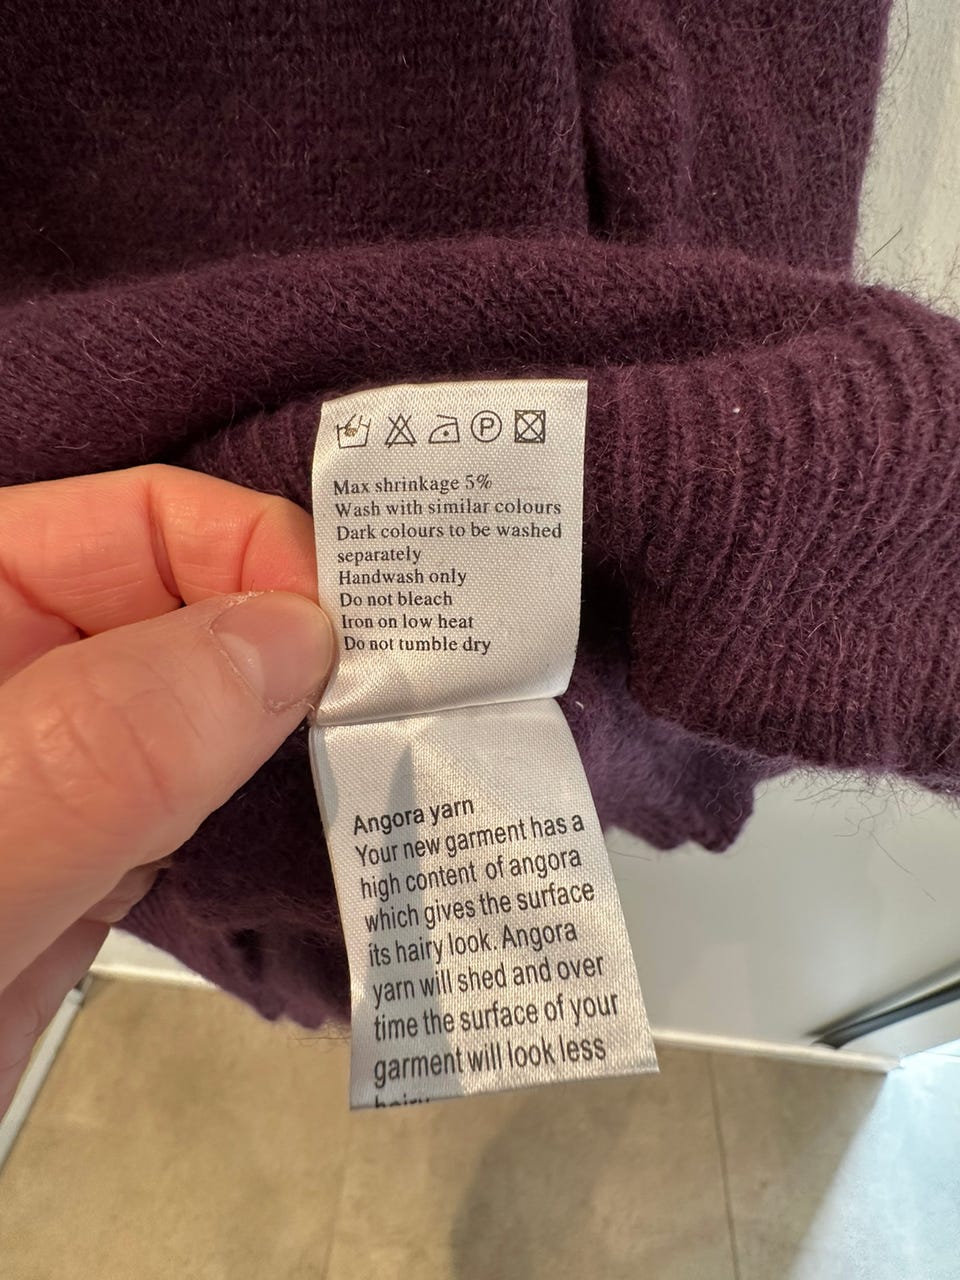 P
Max shrinkage 5%
Wash with similar colours
Dark colours to be washed
separately
Handwash only
Do not bleach
Iron on low heat
Do not tumble dry
Angora yarn
Your new garment has a
high content of angora
which gives the surface
its hairy look. Angora
yarn will shed and over
time the surface of your
garment will look less